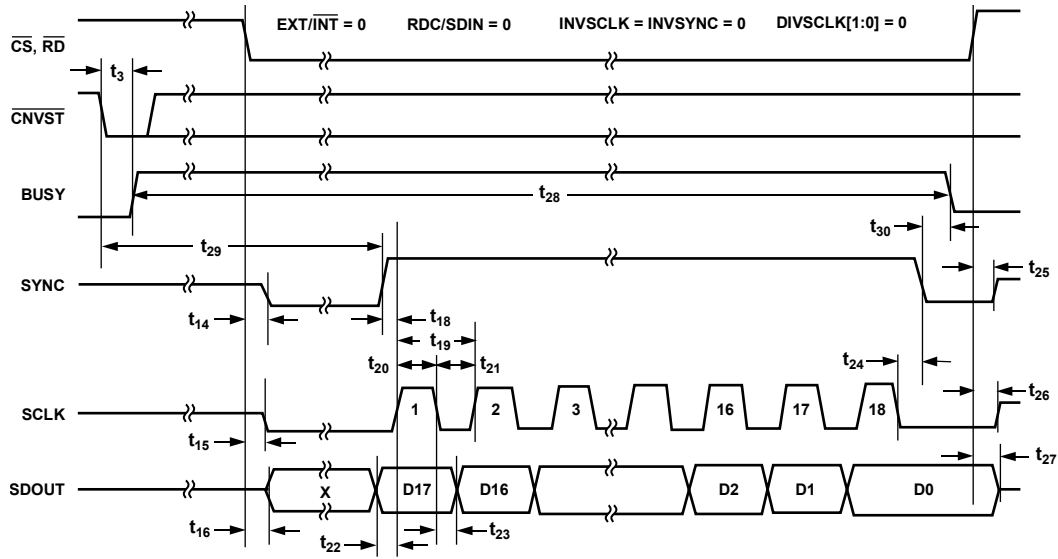 EXT/INT = 0 RDC/SDIN = 0 INVSCLK = INVSYNC = 0 DIVSCLK[1:0] = 0
CS, RD
t3
CNVST
BUSY
t28
t30
t29
t25
SYNC
t14
t18
t19
t20
t21
t24
t26
SCLK
1 2 3 16 17 18
t15
t27
SDOUT
X D17 D16 D2 D1 D0
t16
t22
t23